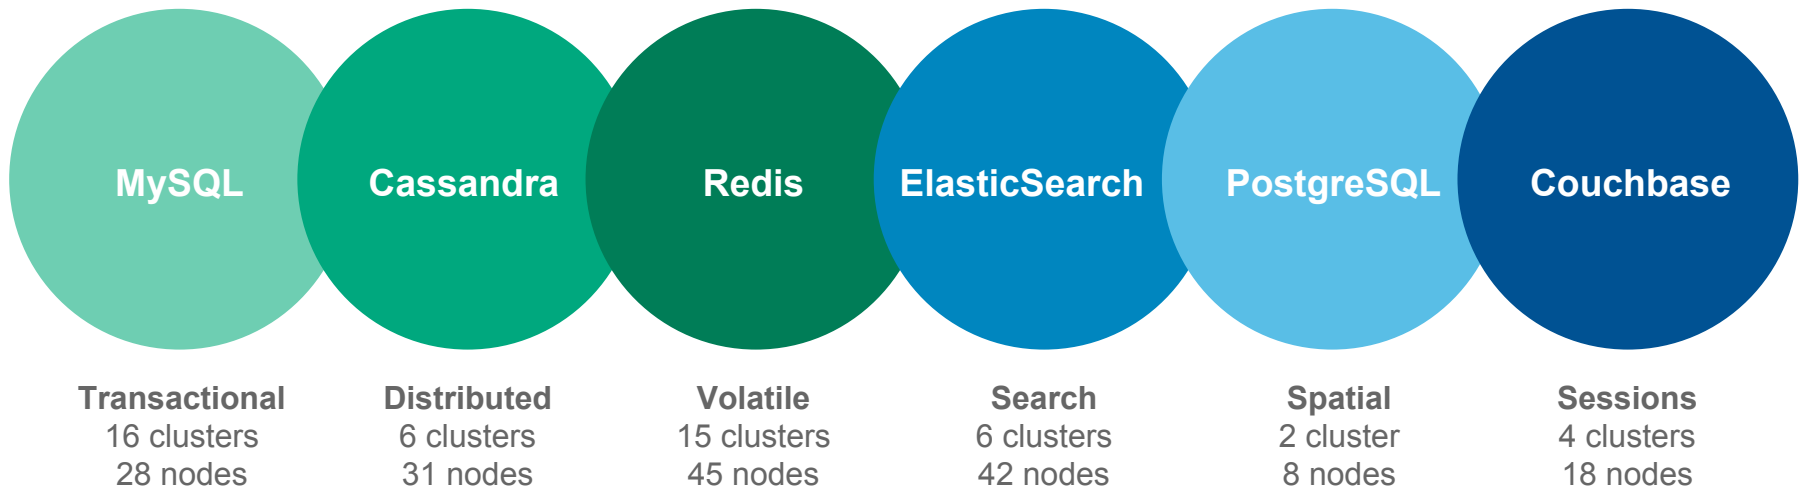 MySQL
Cassandra
Redis
ElasticSearch
PostgreSQL
Couchbase
Transactional
16 clusters
28 nodes
Distributed
6 clusters
31 nodes
Volatile
15 clusters
45 nodes
Search
6 clusters
42 nodes
Spatial
2 cluster
8 nodes
Sessions
4 clusters
18 nodes